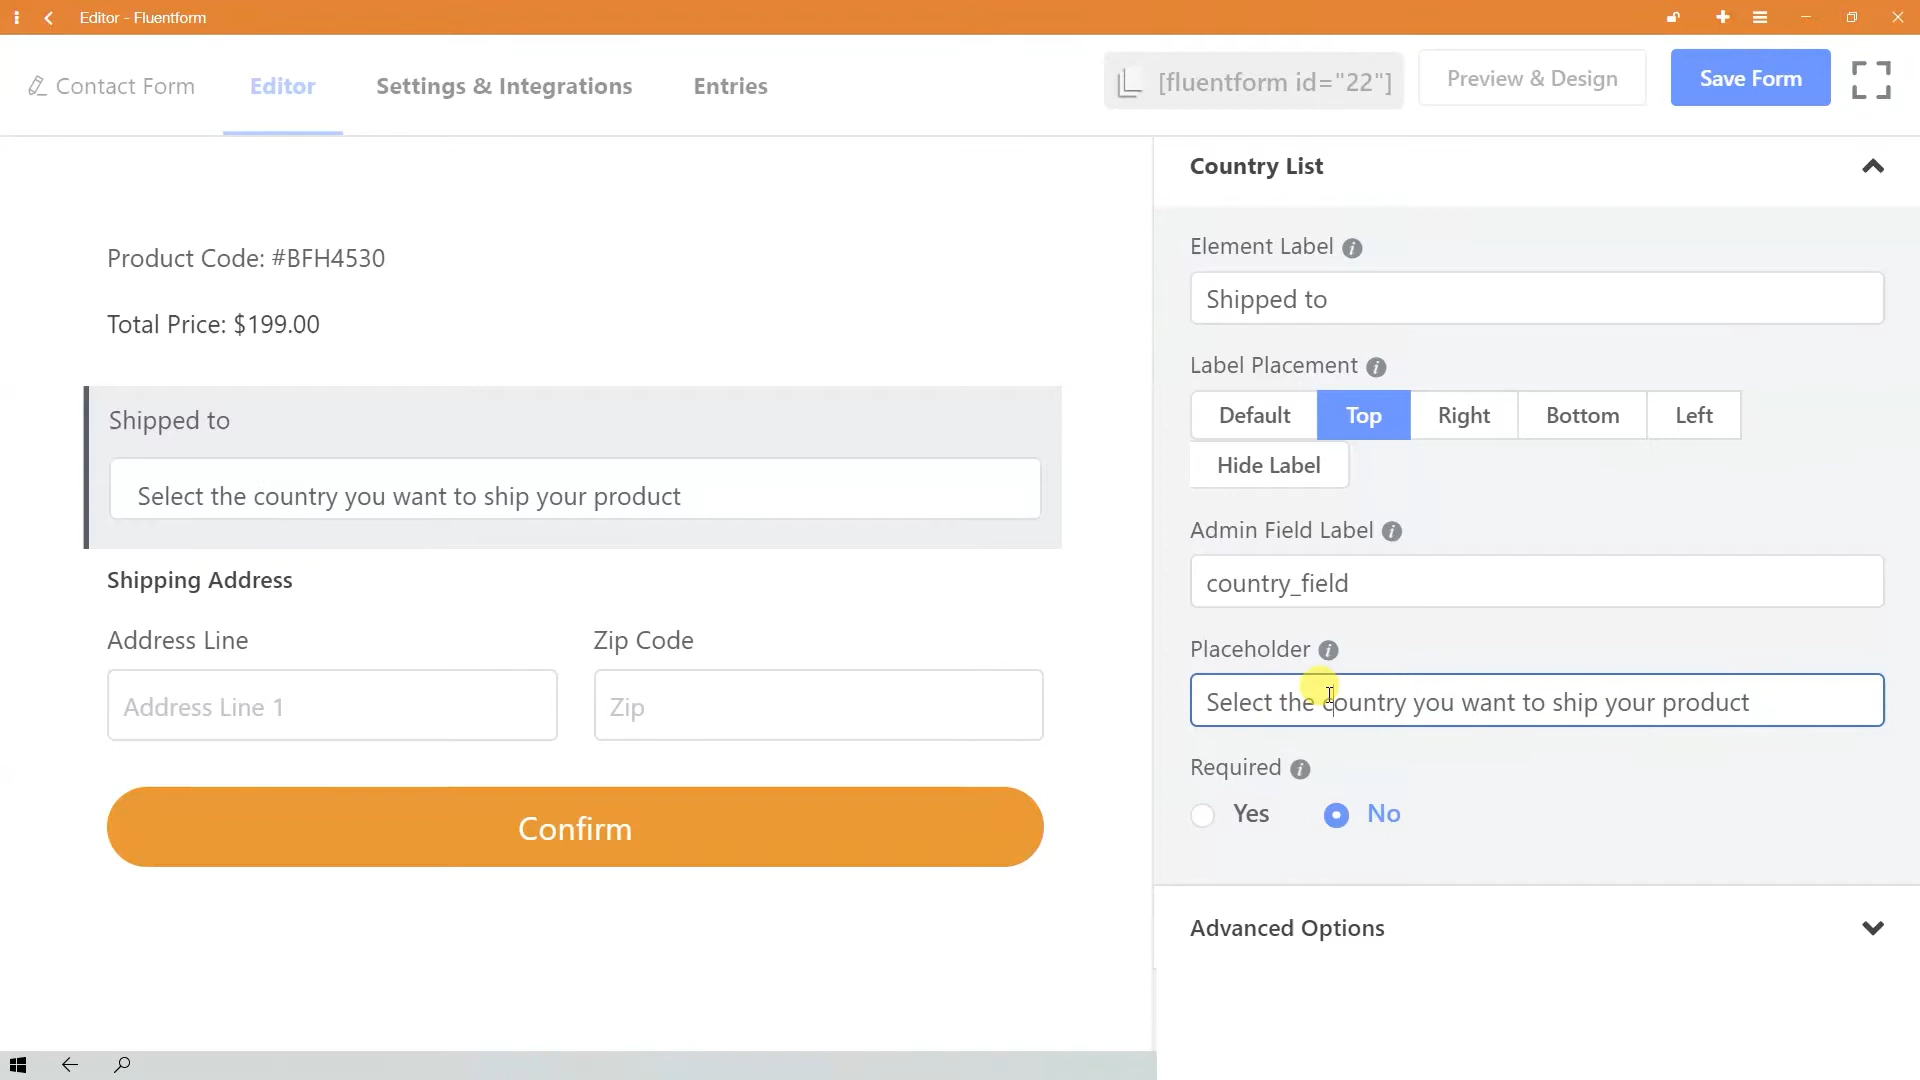 Editor - Fluentform
Contact Form
Editor
Settings & Integrations
Entries
[fluentform id="22"]
Preview & Design
Save Form
Product Code: #BFH4530
Total Price: $199.00
Shipped to
Select the country you want to ship your product
Shipping Address
Address Line
Zip Code
Address Line 1
Zip
Confirm
Country List
Element Label
Shipped to
Label Placement
Default
Top
Right
Bottom
Left
Hide Label
Admin Field Label
country_field
Placeholder
Select the country you want to ship your product
Required
Yes
No
Advanced Options